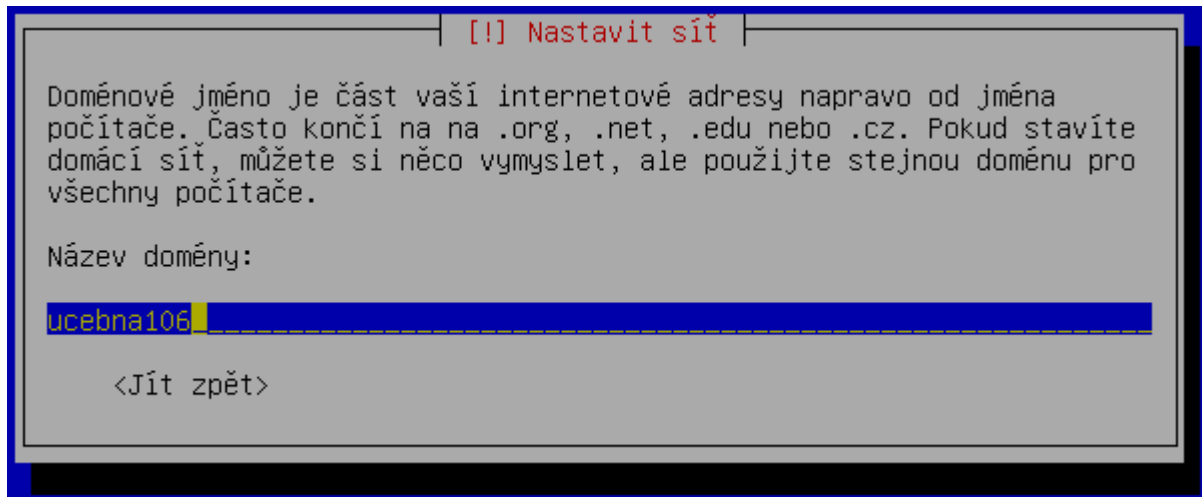 [!] Nastavit síť
Doménové jméno je část vaší internetové adresy napravo od jména
počítače. Často končí na na .org, .net, .edu nebo .cz. Pokud stavíte
domácí síť, můžete si něco vymyslet, ale použijte stejnou doménu pro
všechny počítače.
Název domény:
ucebna106
<Jít zpět>